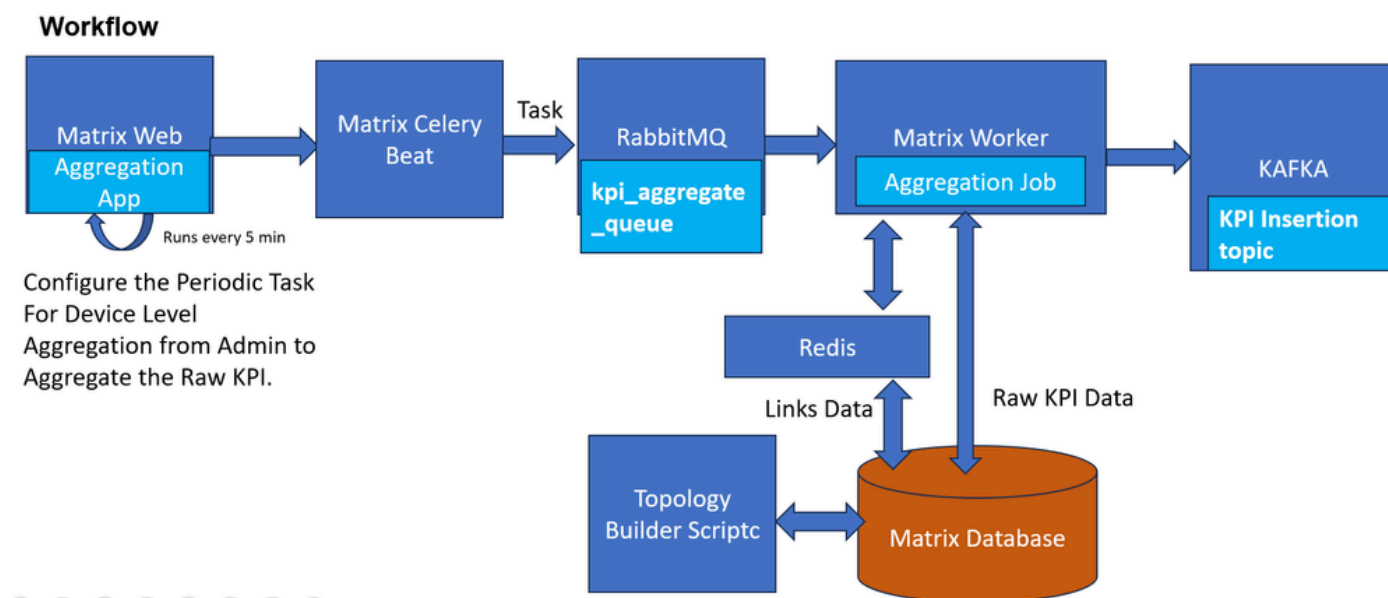 Workflow
Matrix Web
Aggregation
App
Runs every 5 min
Configure the Periodic Task
For Device Level
Aggregation from Admin to
Aggregate the Raw KPI.
Matrix Celery
Beat
Task
RabbitMQ
kpi_aggregate
_queue
Matrix Worker
Aggregation Job
KAFKA
KPI Insertion
topic
Redis
Links Data
Raw KPI Data
Topology
Builder Scriptc
Matrix Database